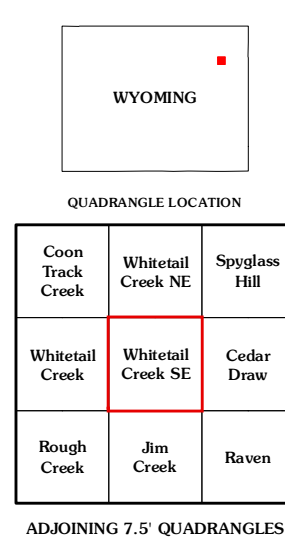 WYOMING
QUADRANGLE LOCATION
Coon
Track
Creek
Whitetail
Creek NE
Spyglass
Hill
Whitetail
Creek
Whitetail
Creek SE
Cedar
Draw
Rough
Creek
Jim
Creek
Raven
ADJOINING 7.5' QUADRANGLES